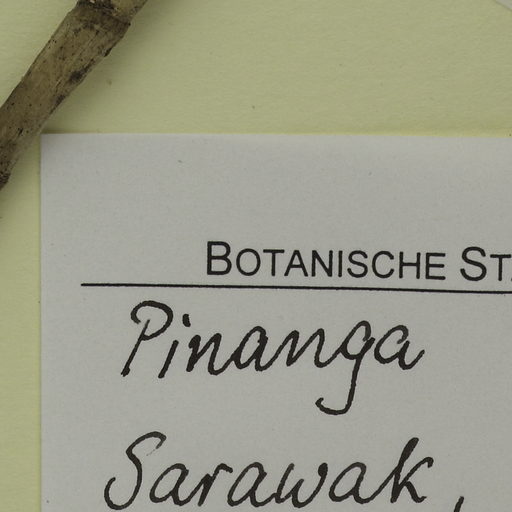 BOTANISCHE
Pinanga
Sarawak,